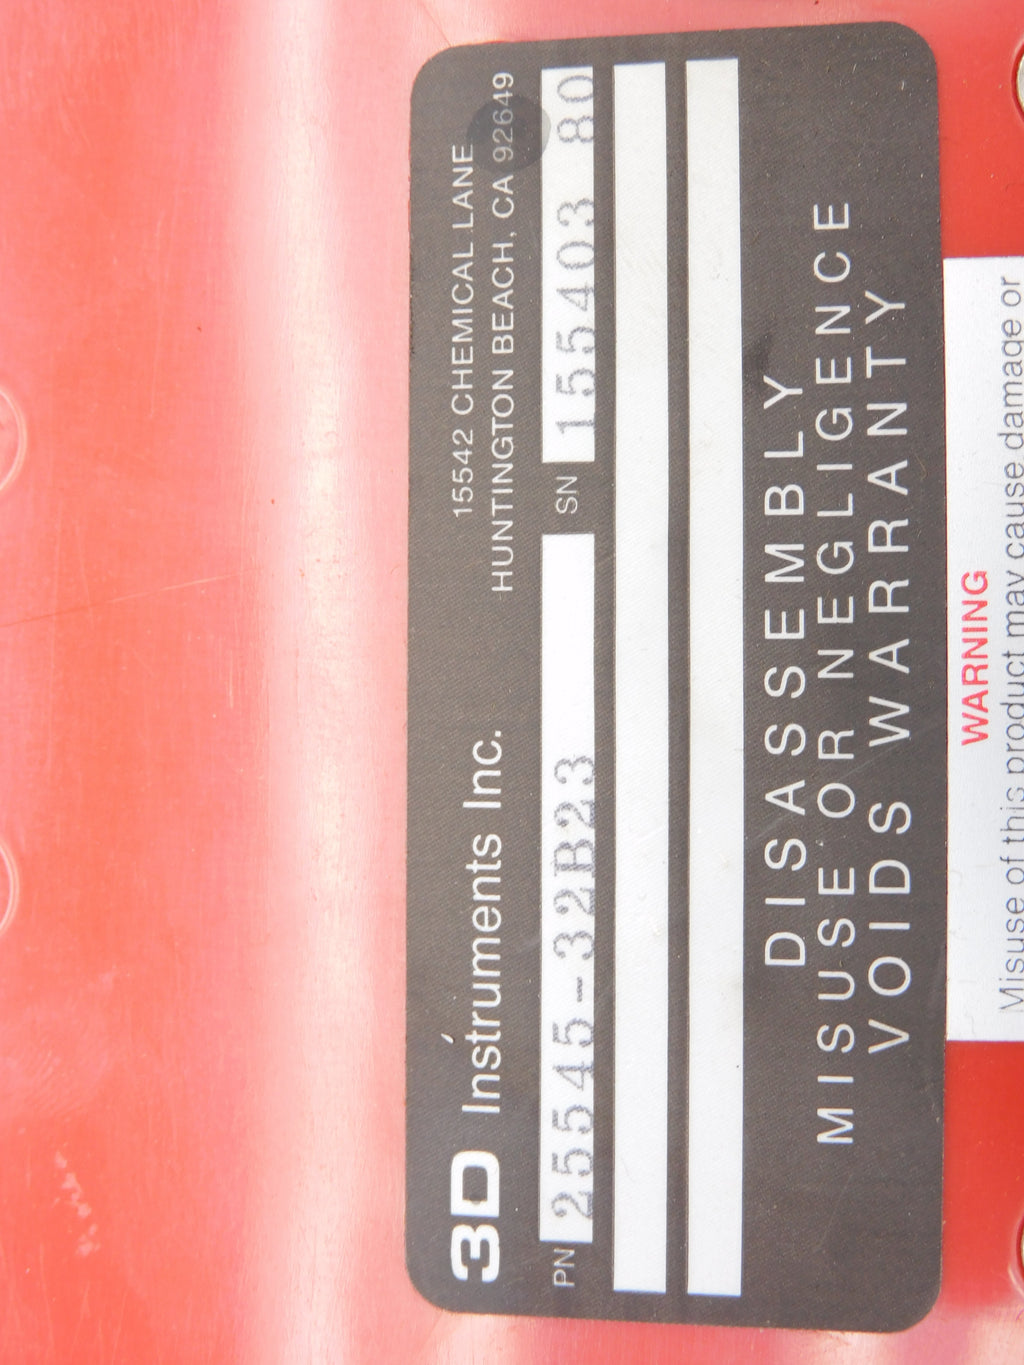 3D Instruments Inc.
15542 CHEMICAL LANE
HUNTINGTON BEACH, CA 92649
PN 25545-32B23 SN 155403 80
DISASSEMBLY
MISUSE OR NEGLIGENCE
VOIDS WARRANTY
WARNING
Misuse of this product may cause damage or